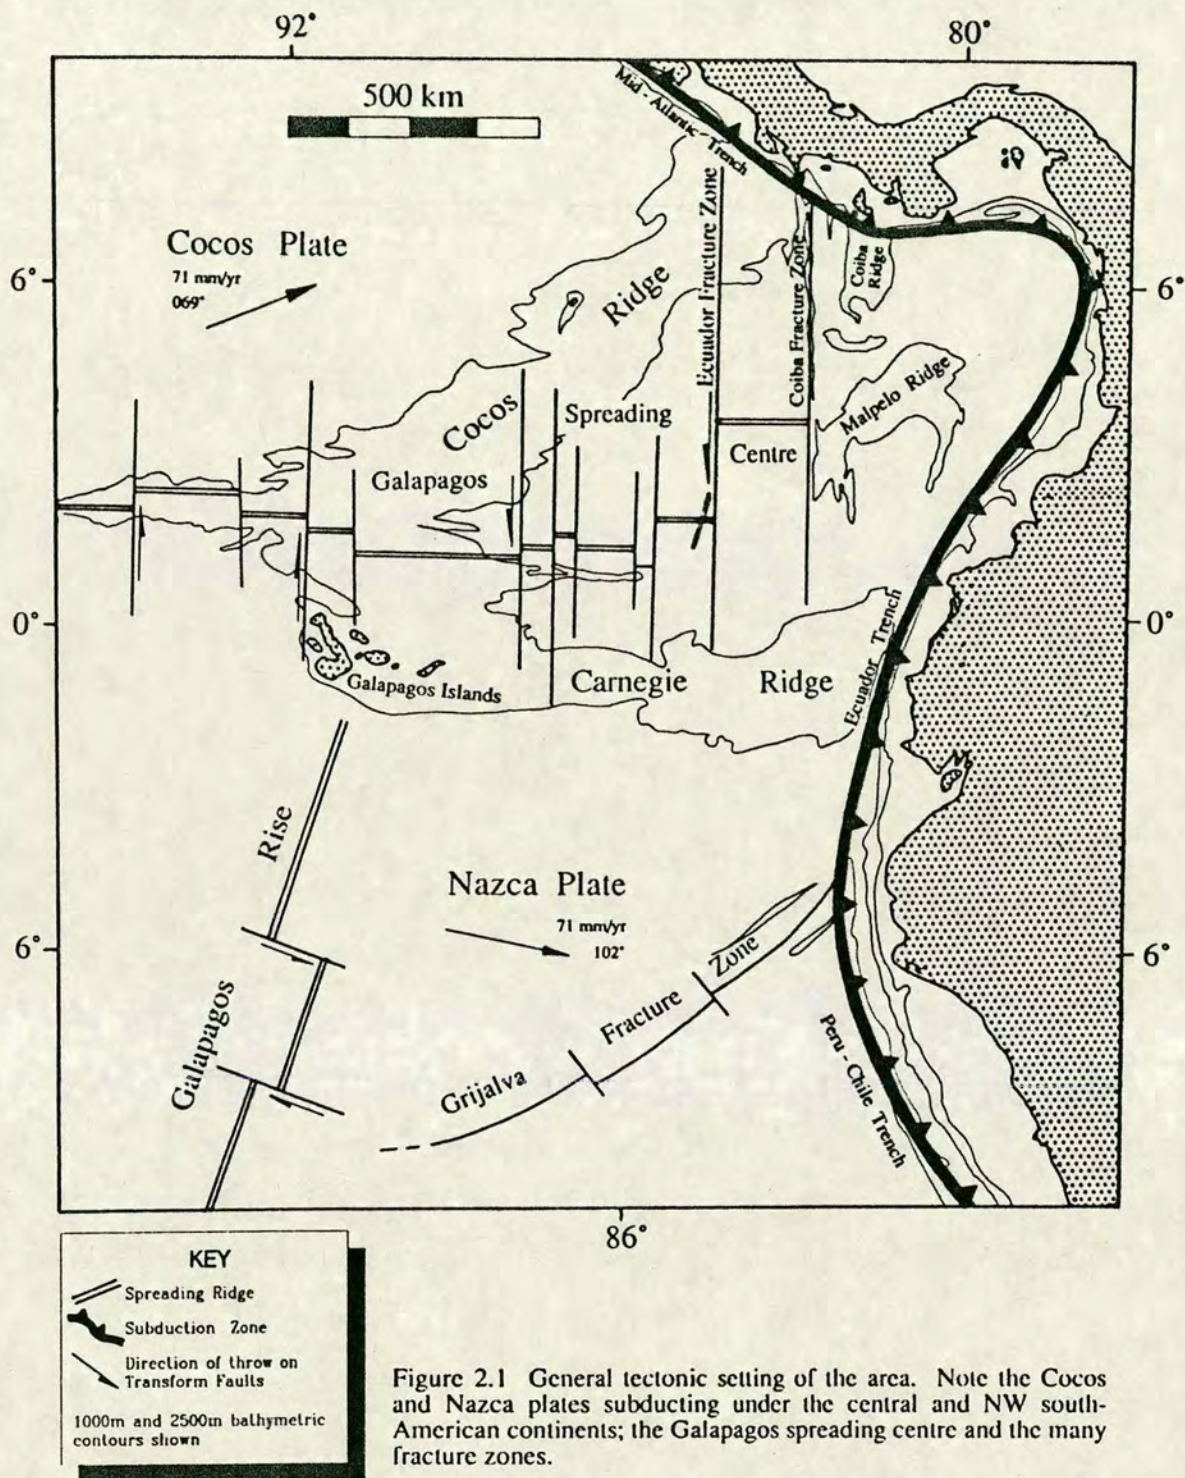 92°
80°
500 km
Mid - Atlantic - Trench
Cocos Plate
71 mm/yr
069°
6°
6°
Cocos
Ridge
Ecuador Fracture Zone
Coiba Fracture Zone
Coiba
Ridge
Malpelo Ridge
Galapagos
Spreading
Centre
0°
0°
Galapagos Islands
Carnegie
Ridge
Ecuador Trench
Galapagos
Rise
Nazca Plate
71 mm/yr
102°
6°
6°
Grijalva
Fracture
Zone
Peru - Chile Trench
86°
KEY
Spreading Ridge
Subduction Zone
Direction of throw on
Transform Faults
1000m and 2500m bathymetric
contours shown
Figure 2.1 General tectonic setting of the area. Note the Cocos
and Nazca plates subducting under the central and NW south-
American continents; the Galapagos spreading centre and the many
fracture zones.